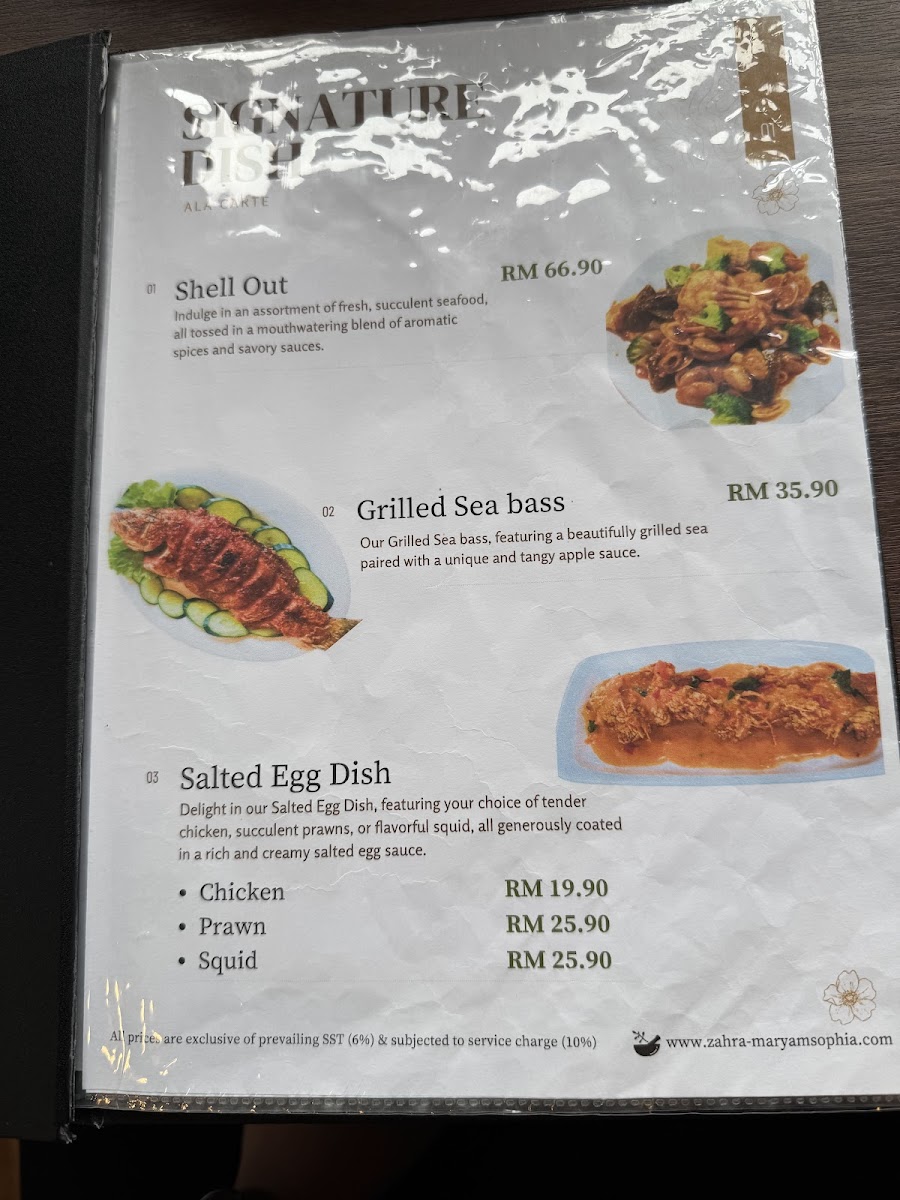 SIGNATURE
DISH
ALA CARTE
01 Shell Out RM 66.90
Indulge in an assortment of fresh, succulent seafood,
all tossed in a mouthwatering blend of aromatic
spices and savory sauces.
02 Grilled Sea bass RM 35.90
Our Grilled Sea bass, featuring a beautifully grilled sea
paired with a unique and tangy apple sauce.
03 Salted Egg Dish
Delight in our Salted Egg Dish, featuring your choice of tender
chicken, succulent prawns, or flavorful squid, all generously coated
in a rich and creamy salted egg sauce.
• Chicken RM 19.90
• Prawn RM 25.90
• Squid RM 25.90
All prices are exclusive of prevailing SST (6%) & subjected to service charge (10%)
www.zahra-maryamsophia.com